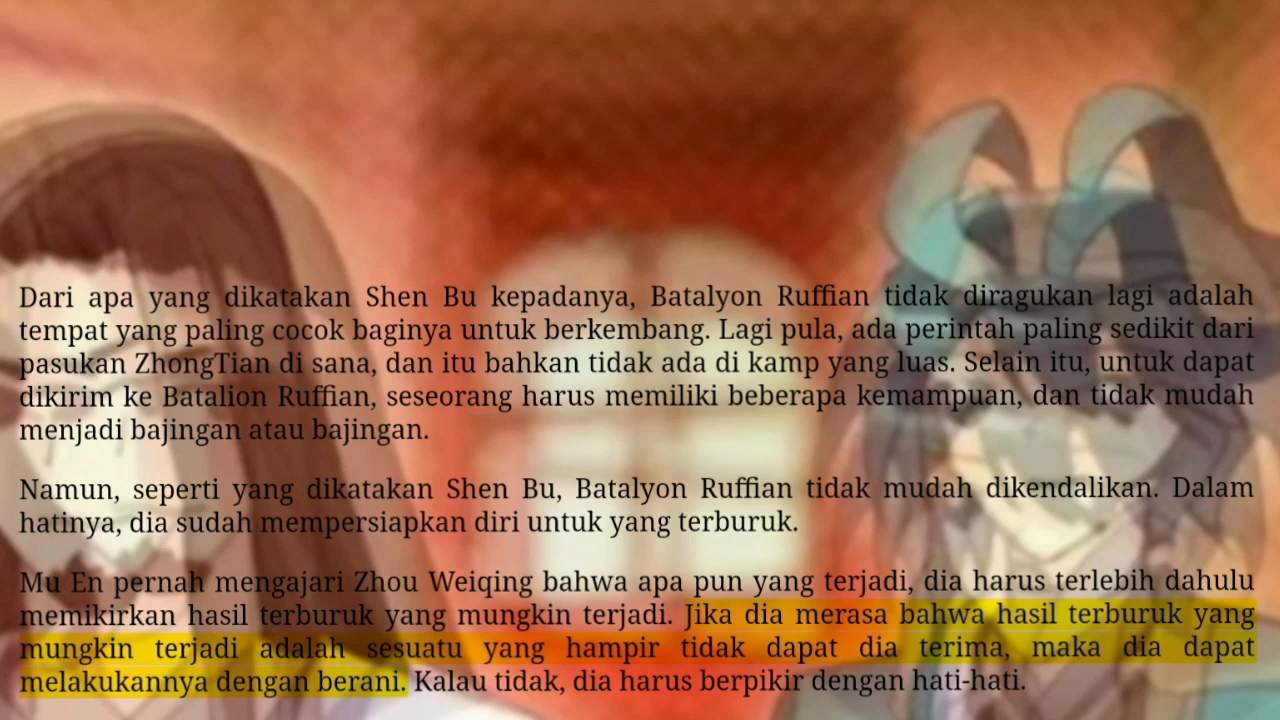 Dari apa yang dikatakan Shen Bu kepadanya, Batalyon Ruffian tidak diragukan lagi adalah
tempat yang paling cocok baginya untuk berkembang. Lagi pula, ada perintah paling sedikit dari
pasukan ZhongTian di sana, dan itu bahkan tidak ada di kamp yang luas. Selain itu, untuk dapat
dikirim ke Batalion Ruffian, seseorang harus memiliki beberapa kemampuan, dan tidak mudah
menjadi bajingan atau bajingan.
Namun, seperti yang dikatakan Shen Bu, Batalyon Ruffian tidak mudah dikendalikan. Dalam
hatinya, dia sudah mempersiapkan diri untuk yang terburuk.
Mu En pernah mengajari Zhou Weiqing bahwa apa pun yang terjadi, dia harus terlebih dahulu
memikirkan hasil terburuk yang mungkin terjadi. Jika dia merasa bahwa hasil terburuk yang
mungkin terjadi adalah sesuatu yang hampir tidak dapat dia terima, maka dia dapat
melakukannya dengan berani. Kalau tidak, dia harus berpikir dengan hati-hati.